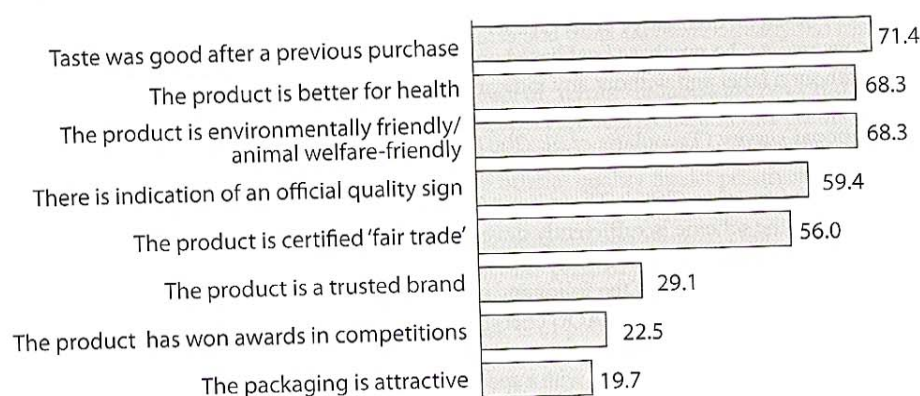 Taste was good after a previous purchase 71.4
The product is better for health 68.3
The product is environmentally friendly/
animal welfare-friendly 68.3
There is indication of an official quality sign 59.4
The product is certified 'fair trade' 56.0
The product is a trusted brand 29.1
The product has won awards in competitions 22.5
The packaging is attractive 19.7